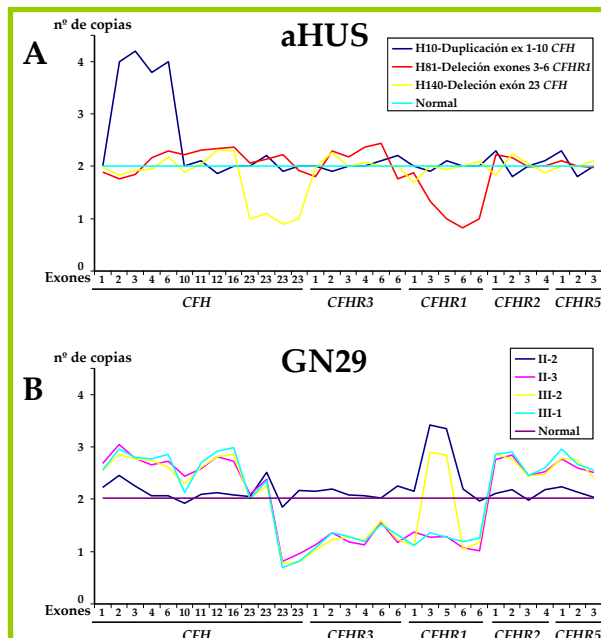 A
nº de copias
aHUS
H10-Duplicación ex 1-10 CFH
H81-Deleción exones 3-6 CFHR1
H140-Deleción exón 23 CFH
Normal
5
4
3
2
1
0
Exones 1 2 3 4 6 10 11 12 16 23 23 23 23 1 2 3 4 6 6 1 3 5 6 6 1 2 3 4 1 2 3
CFH CFHR3 CFHR1 CFHR2 CFHR5
B
nº de copias
GN29
II-2
II-3
III-2
III-1
Normal
5
4
3
2
1
0
Exones 1 2 3 4 6 10 11 12 16 23 23 23 23 1 2 3 4 6 6 1 3 5 6 6 1 2 3 4 1 2 3
CFH CFHR3 CFHR1 CFHR2 CFHR5